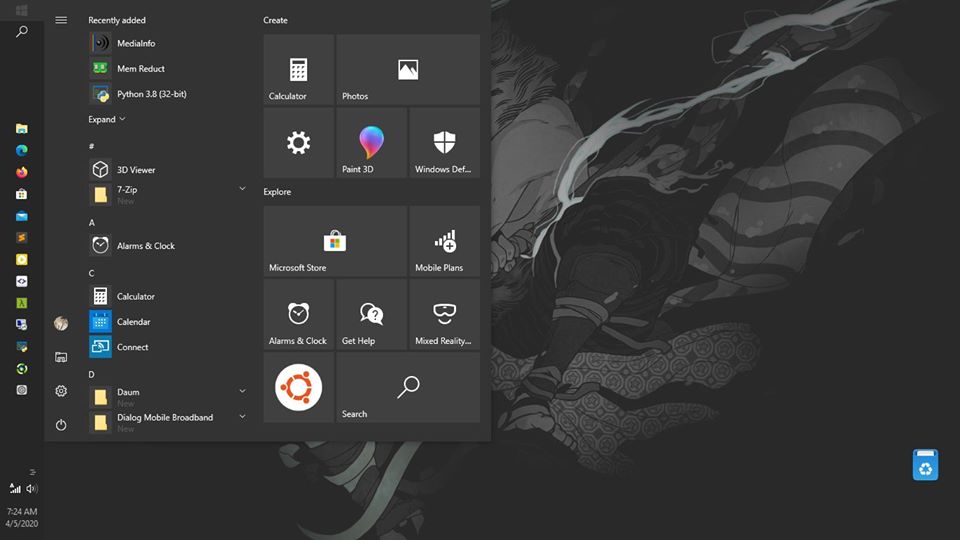 Recently added
MediaInfo
Mem Reduct
Python 3.8 (32-bit)
Expand
#
3D Viewer
7-Zip
New
A
Alarms & Clock
C
Calculator
Calendar
Connect
D
Daum
New
Dialog Mobile Broadband
New
Create
Calculator
Photos
Paint 3D
Windows Def...
Explore
Microsoft Store
Mobile Plans
Alarms & Clock
Get Help
Mixed Reality...
Search
7:24 AM
4/5/2020